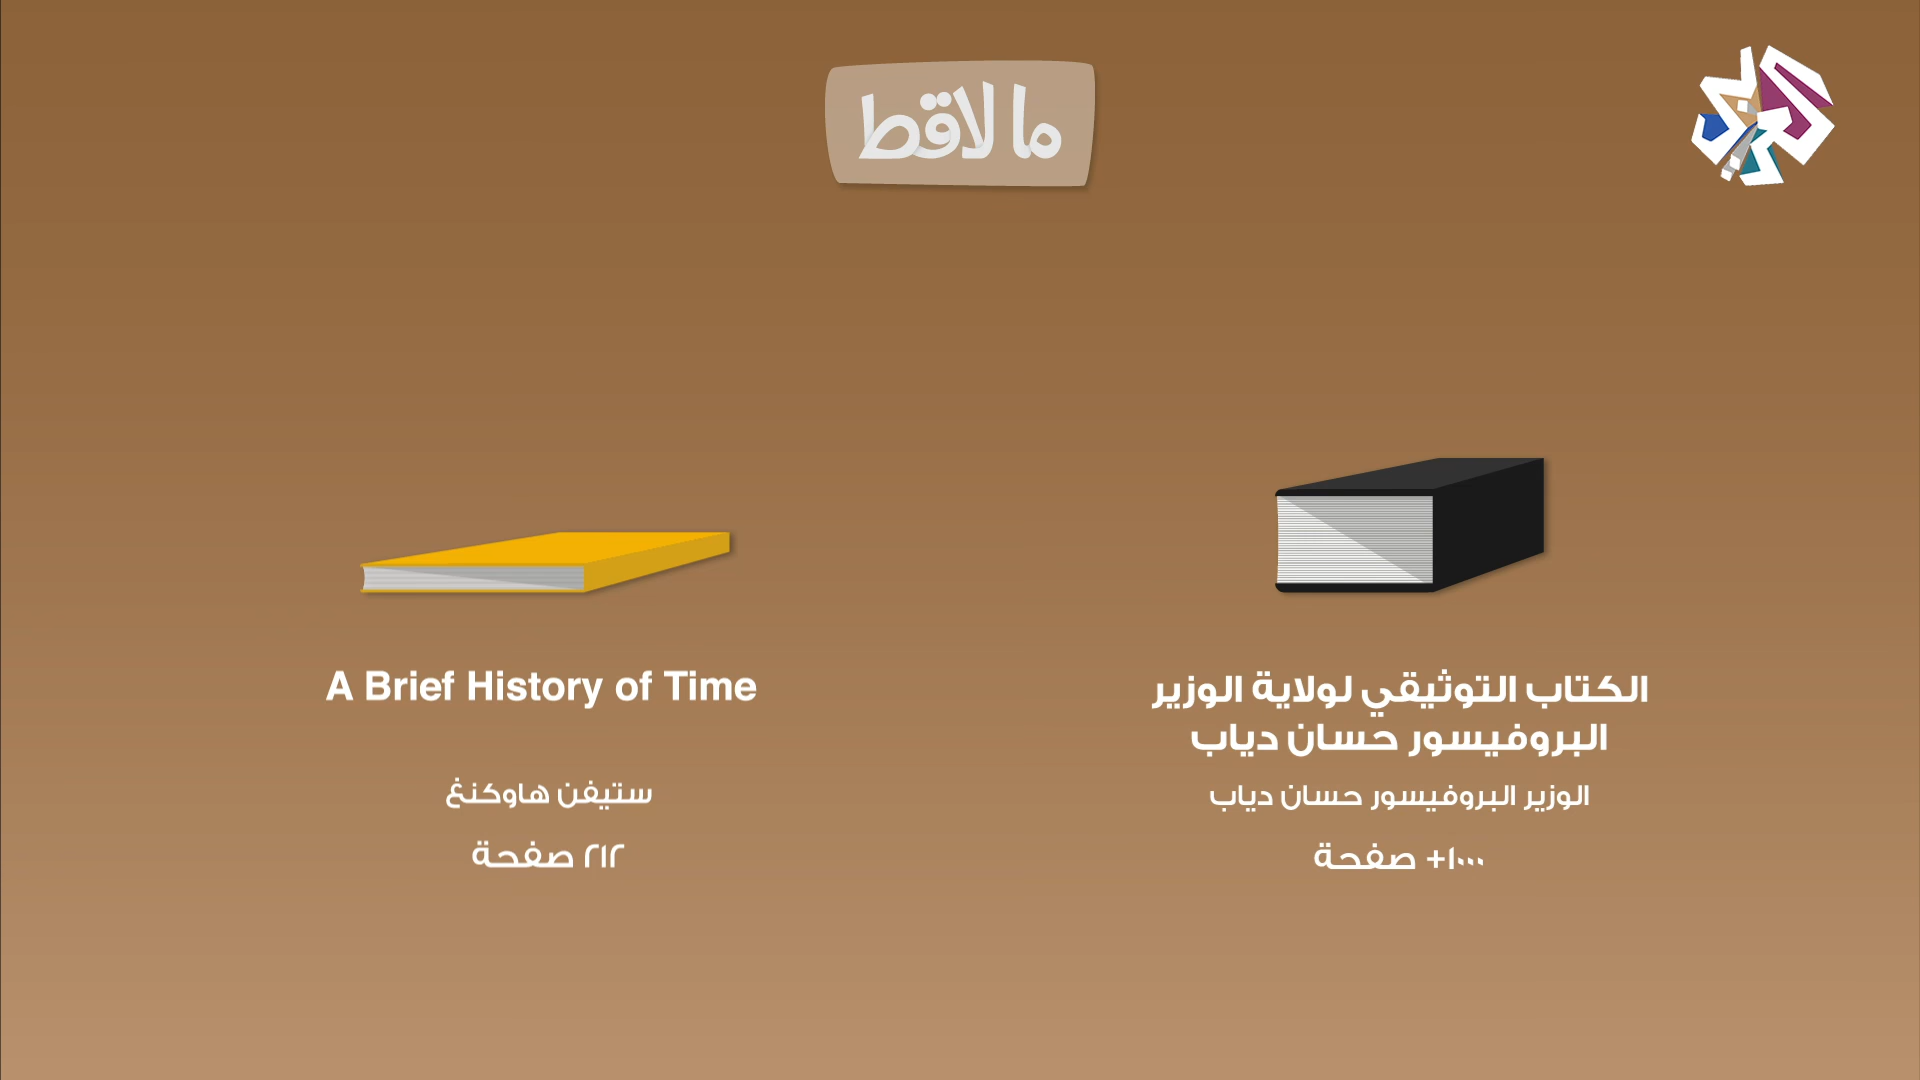 ما لاقط
A Brief History of Time
ستيفن هاوكنغ
٢١٢ صفحة
الكتاب التوثيقي لولاية الوزير
البروفيسور حسان دياب
الوزير البروفيسور حسان دياب
١٠٠٠+ صفحة